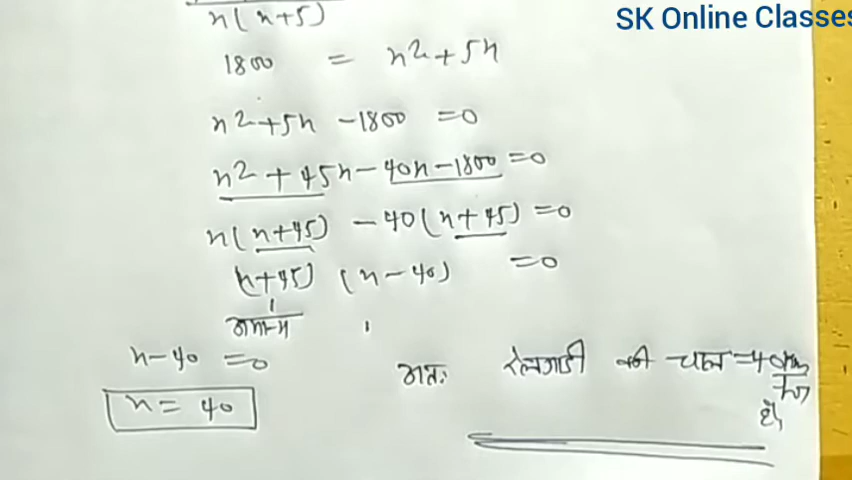 SK Online Classes
x(x+5)
1800 = x²+5x
x²+5x -1800 =0
x² + 45x - 40x - 1800 =0
x(x+45) - 40(x+45) =0
(x+45) (x-40) =0
अमान्य
x-40 =0
अतः रेलगाडी की चाल = 40 km/
है,
x = 40